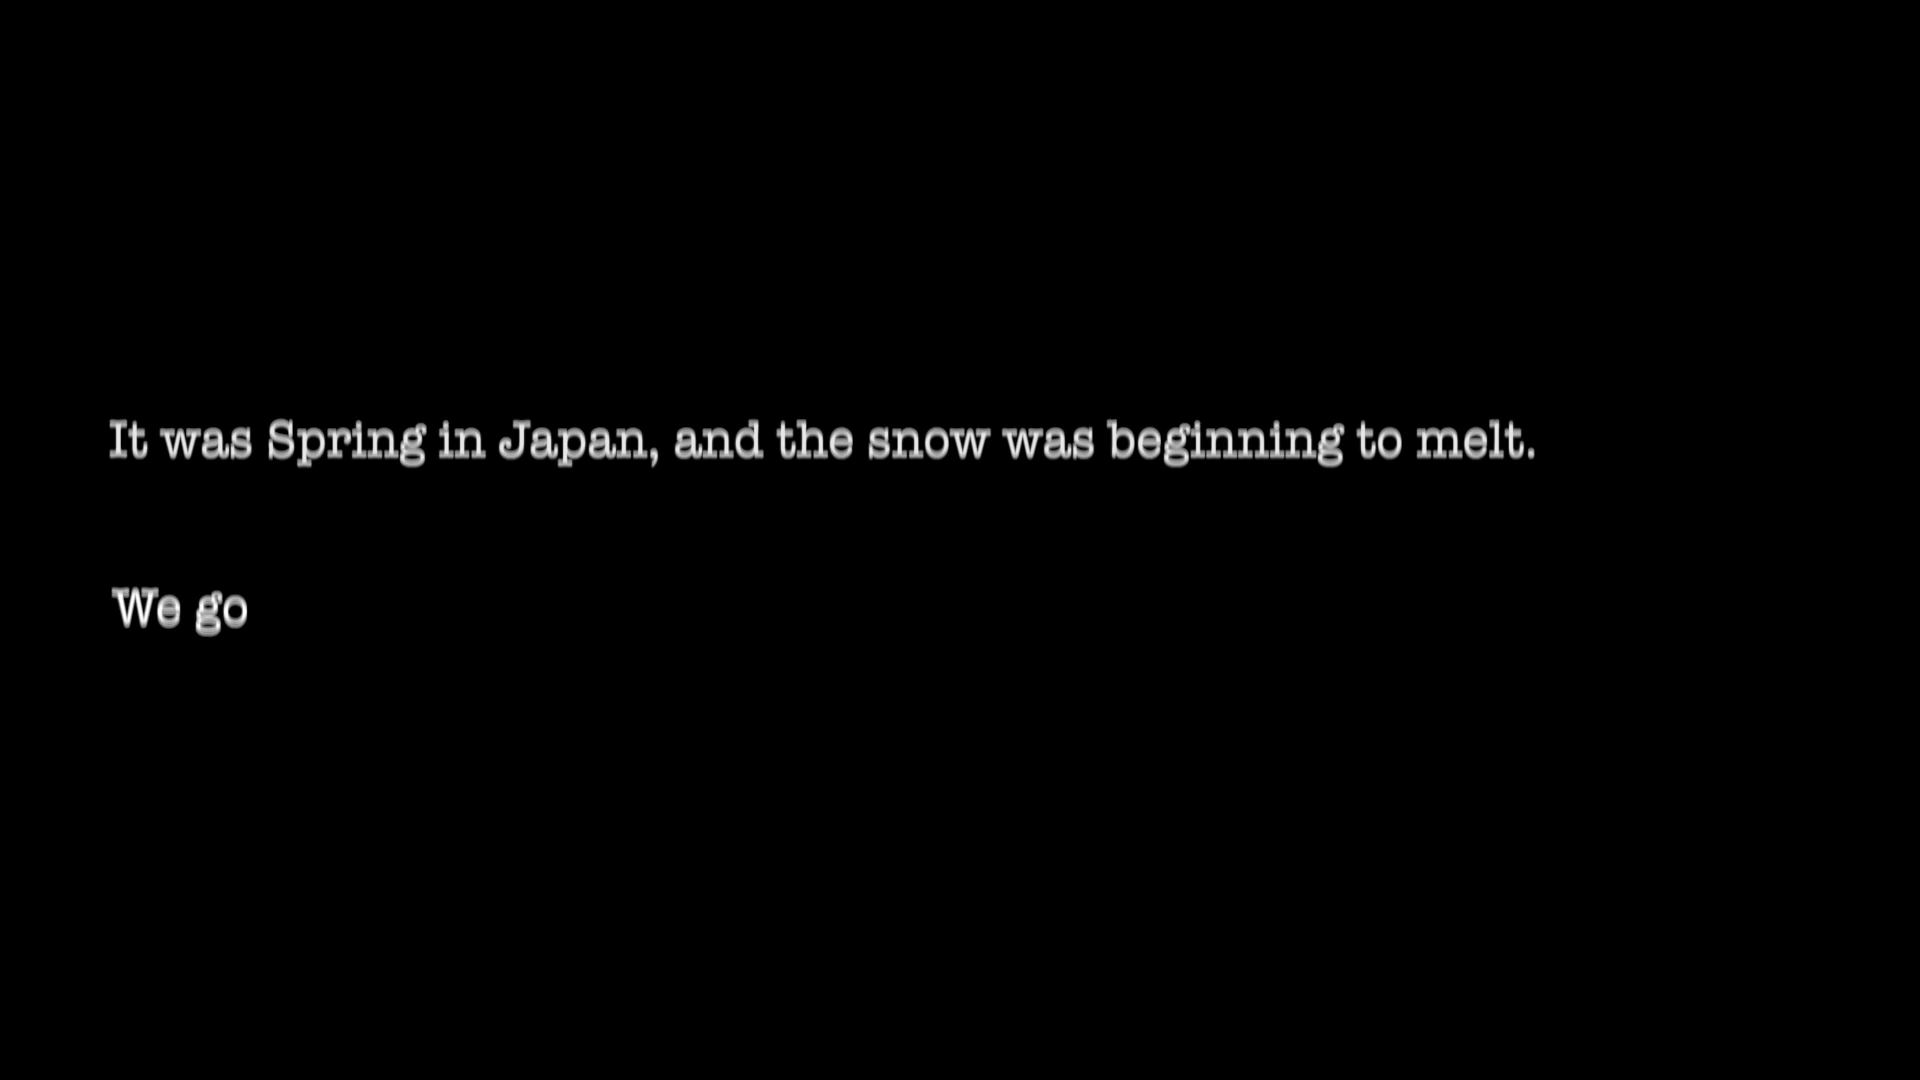 It was Spring in Japan, and the snow was beginning to melt.
We go